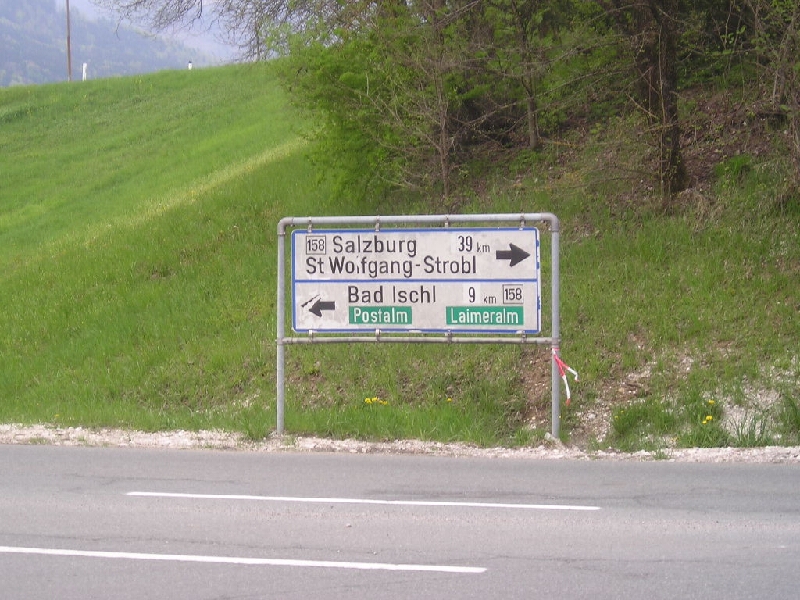 158 Salzburg 39 km
St Wolfgang-Strobl
Bad Ischl 9 km 158
Postalm Laimeralm